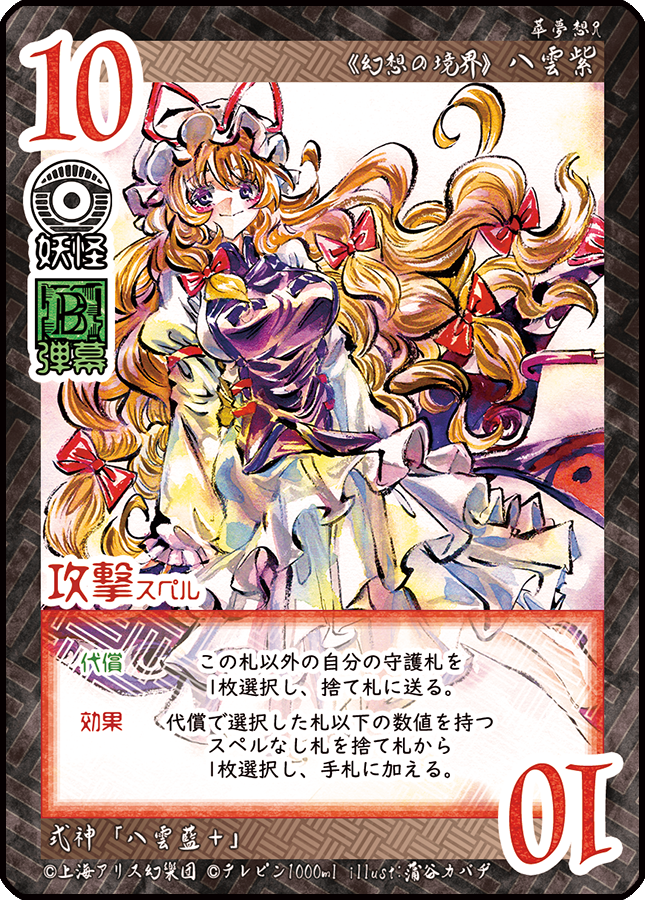 萃夢想R
10
《幻想の境界》 八雲紫
妖怪
B
弾幕
攻撃スペル
代償 この札以外の自分の守護札を
1枚選択し、捨て札に送る。
効果 代償で選択した札以下の数値を持つ
スペルなし札を捨て札から
1枚選択し、手札に加える。
10
式神「八雲藍+」
©上海アリス幻樂団 ©テレピン1000ml illust:蒲谷カバヂ